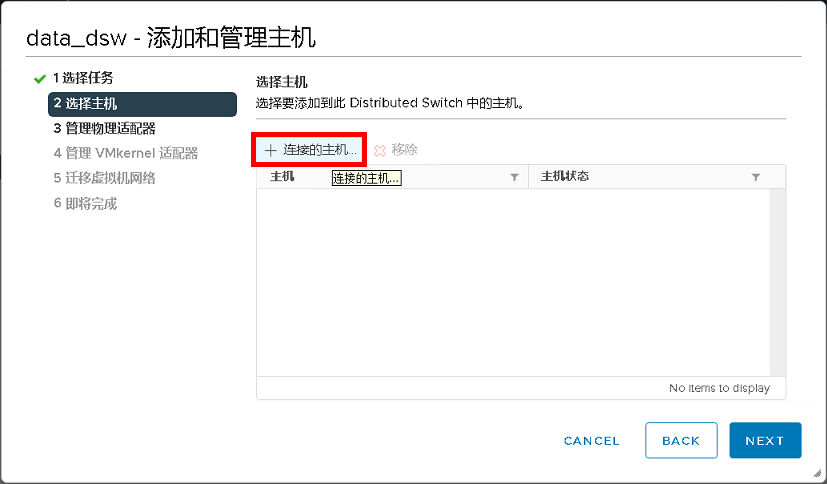 data_dsw - 添加和管理主机
1 选择任务
2 选择主机
3 管理物理适配器
4 管理 VMkernel 适配器
5 迁移虚拟机网络
6 即将完成
选择主机
选择要添加到此 Distributed Switch 中的主机。
+ 连接的主机... 移除
主机 主机状态
连接的主机...
No items to display
CANCEL BACK NEXT